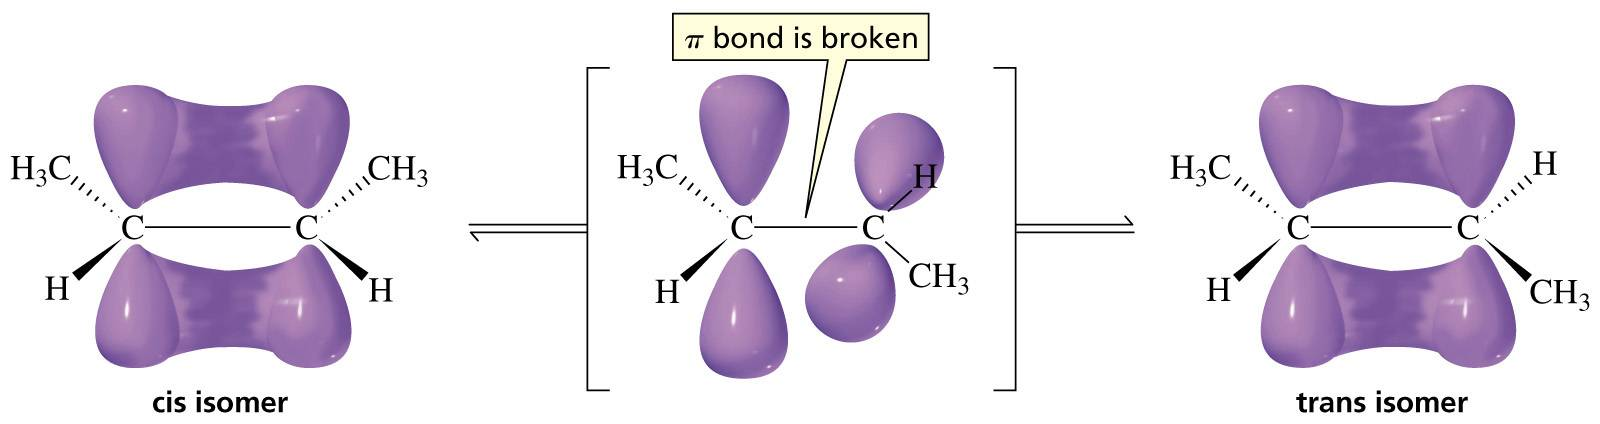 π bond is broken
H₃C
CH₃
C
C
H
H
cis isomer
H₃C
H
C
C
H
CH₃
H₃C
H
C
C
H
CH₃
trans isomer